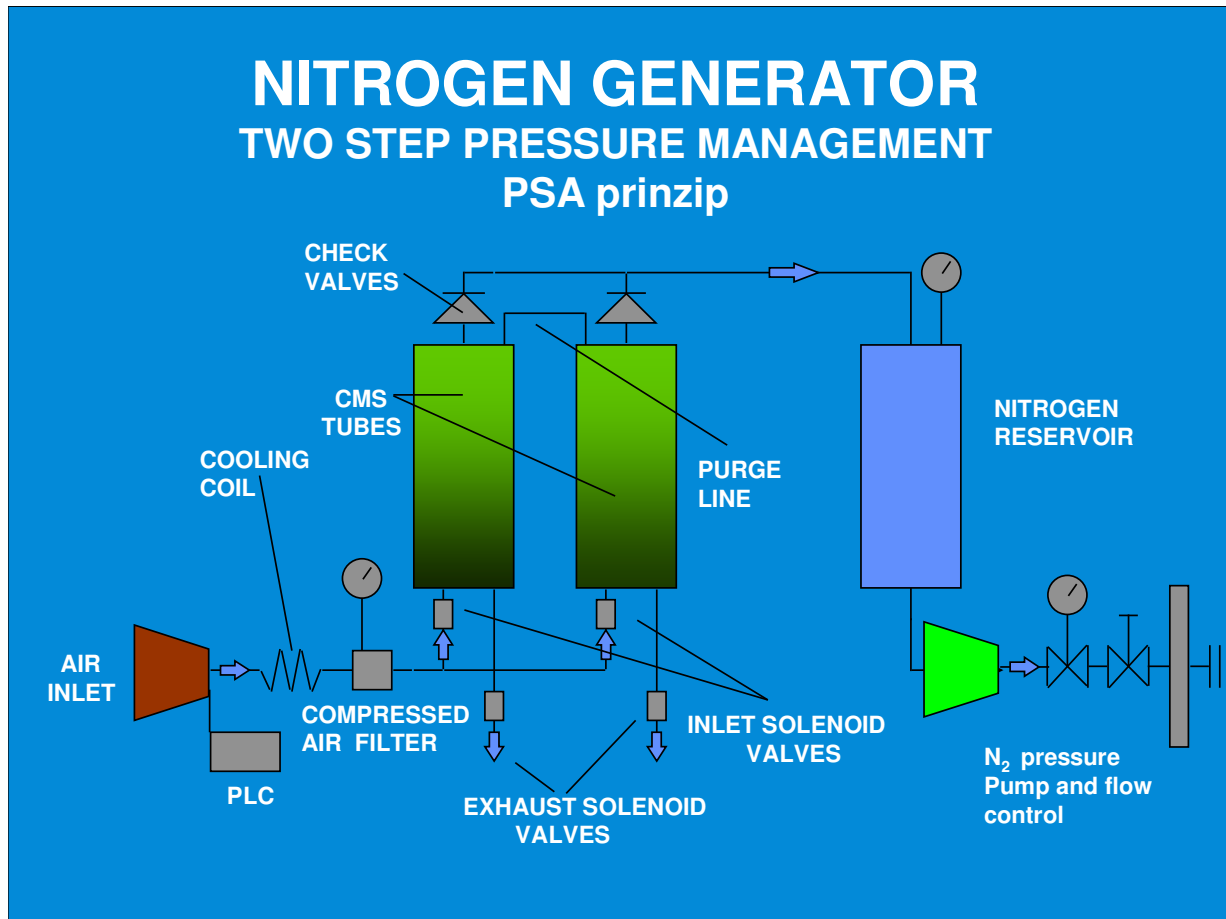 NITROGEN GENERATOR
TWO STEP PRESSURE MANAGEMENT
PSA prinzip
CHECK
VALVES
CMS
TUBES
COOLING
COIL
PURGE
LINE
NITROGEN
RESERVOIR
AIR
INLET
COMPRESSED
AIR FILTER
PLC
INLET SOLENOID
VALVES
EXHAUST SOLENOID
VALVES
N₂ pressure
Pump and flow
control